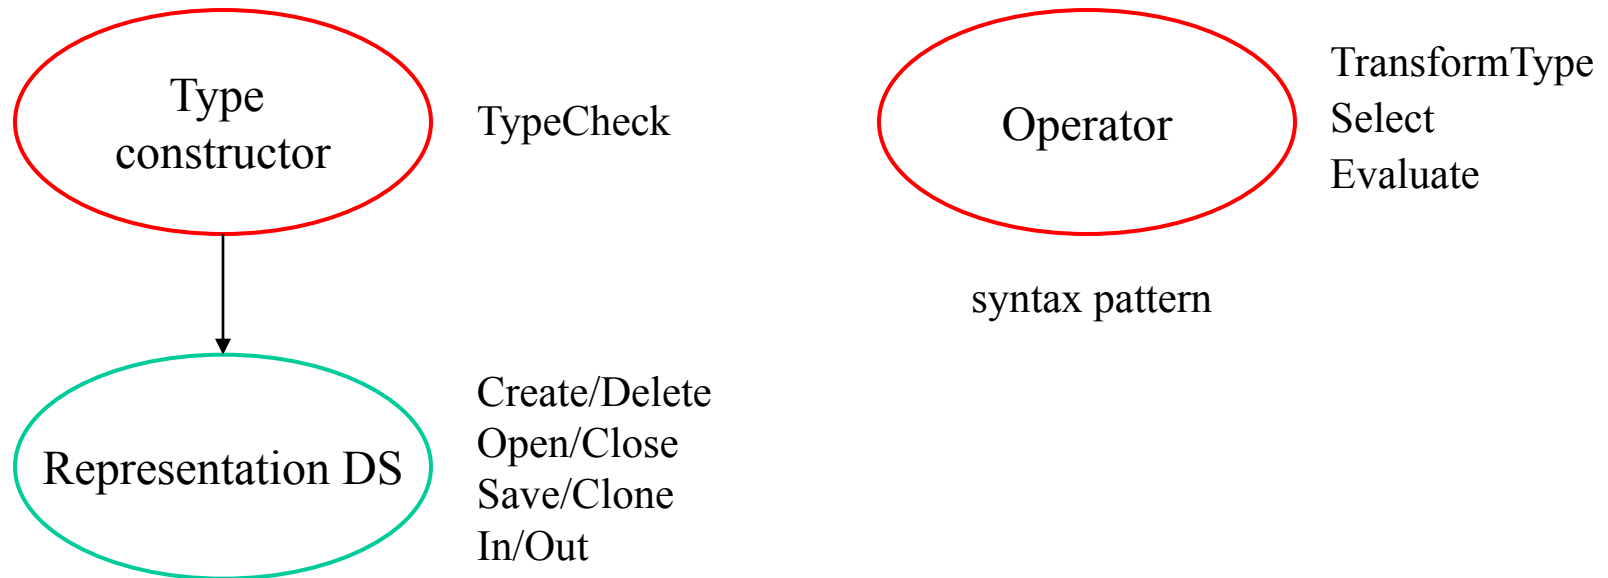 Type
constructor
TypeCheck
Operator
TransformType
Select
Evaluate
syntax pattern
Representation DS
Create/Delete
Open/Close
Save/Clone
In/Out